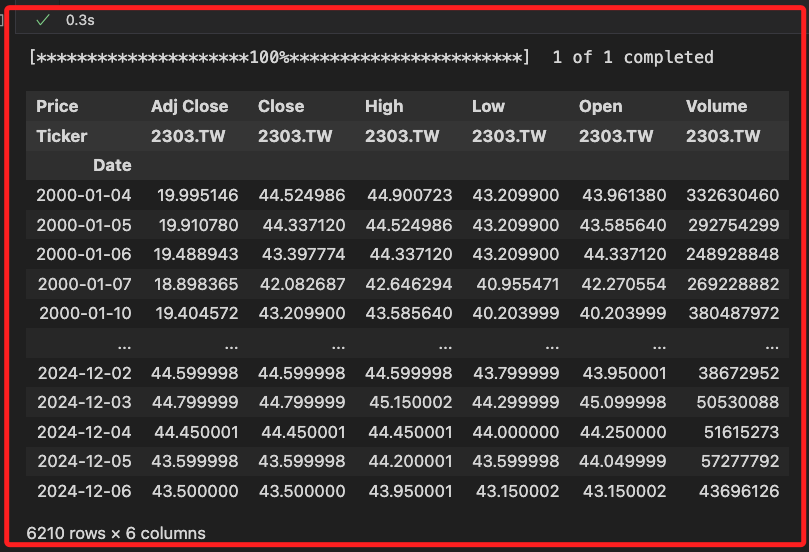 0.3s
[*********************100%***********************]  1 of 1 completed
Price Adj Close Close High Low Open Volume
Ticker 2303.TW 2303.TW 2303.TW 2303.TW 2303.TW 2303.TW
Date
2000-01-04 19.995146 44.524986 44.900723 43.209900 43.961380 332630460
2000-01-05 19.910780 44.337120 44.524986 43.209900 43.585640 292754299
2000-01-06 19.488943 43.397774 44.337120 43.209900 44.337120 248928848
2000-01-07 18.898365 42.082687 42.646294 40.955471 42.270554 269228882
2000-01-10 19.404572 43.209900 43.585640 40.203999 40.203999 380487972
... ... ... ... ... ... ...
2024-12-02 44.599998 44.599998 44.599998 43.799999 43.950001 38672952
2024-12-03 44.799999 44.799999 45.150002 44.299999 45.099998 50530088
2024-12-04 44.450001 44.450001 44.450001 44.000000 44.250000 51615273
2024-12-05 43.599998 43.599998 44.200001 43.599998 44.049999 57277792
2024-12-06 43.500000 43.500000 43.950001 43.150002 43.150002 43696126
6210 rows × 6 columns